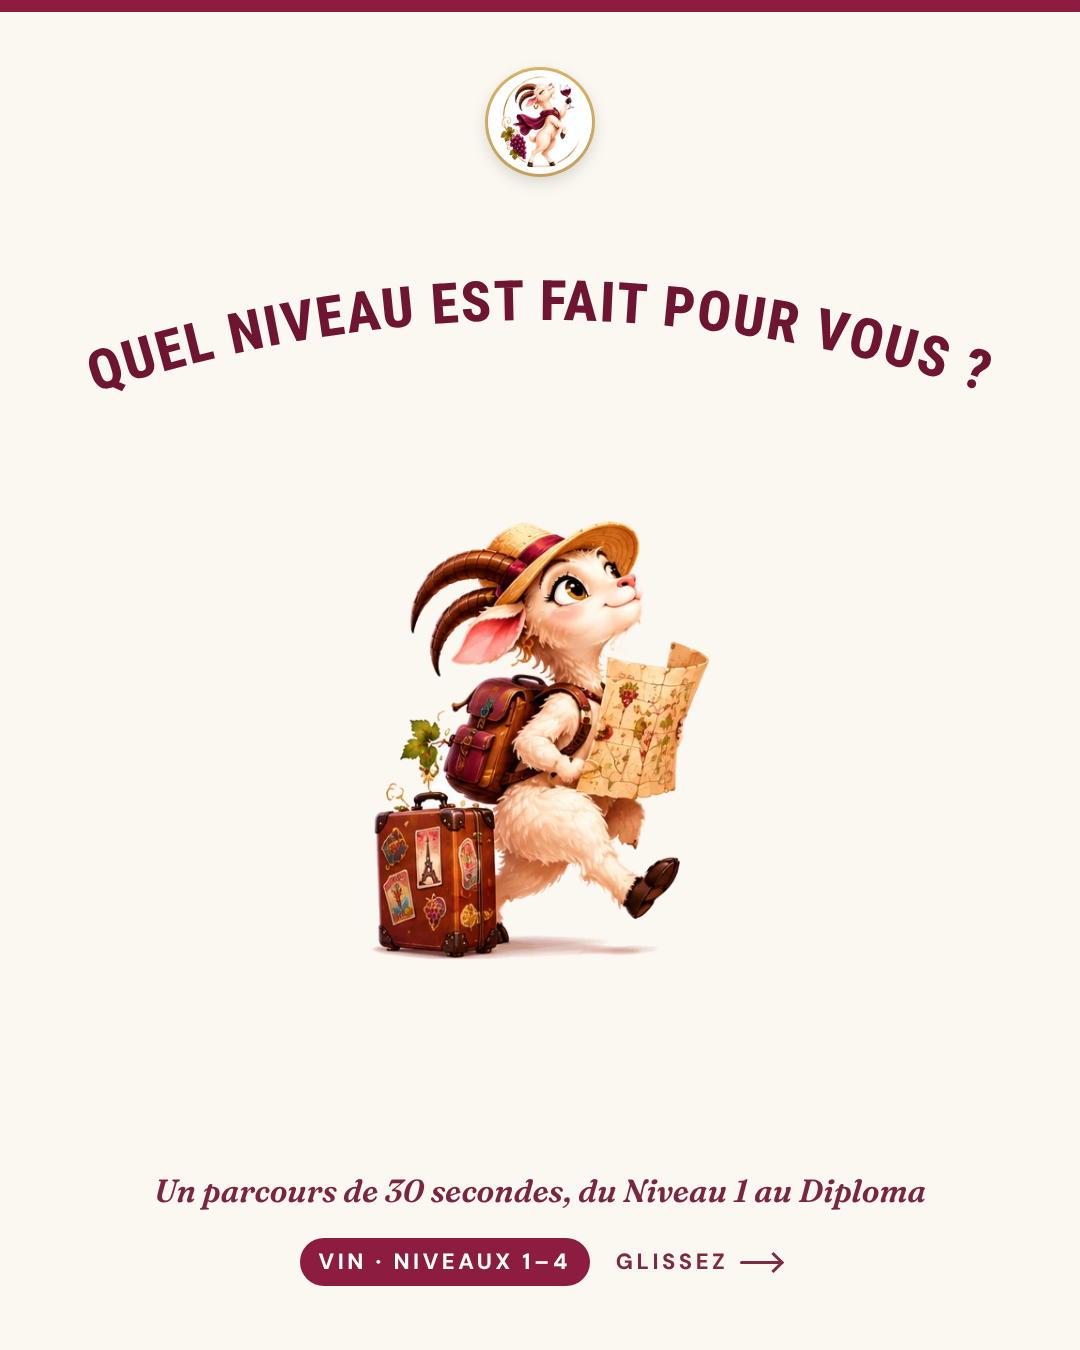 QUEL NIVEAU EST FAIT POUR VOUS ?
Un parcours de 30 secondes, du Niveau 1 au Diploma
VIN · NIVEAUX 1–4
GLISSEZ